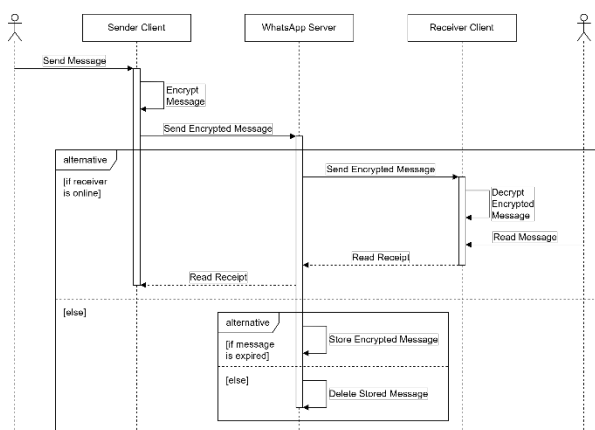 Sender Client
WhatsApp Server
Receiver Client
Send Message
Encrypt
Message
Send Encrypted Message
alternative
[if receiver
is online]
Send Encrypted Message
Decrypt
Encrypted
Message
Read Message
Read Receipt
Read Receipt
[else]
alternative
[if message
is expired]
Store Encrypted Message
[else]
Delete Stored Message